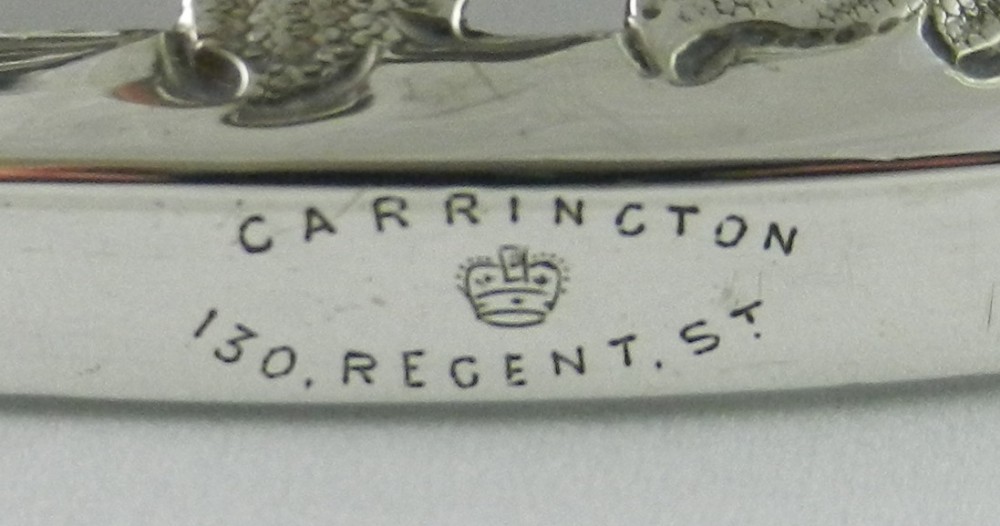 CARRINGTON
130, REGENT. ST.